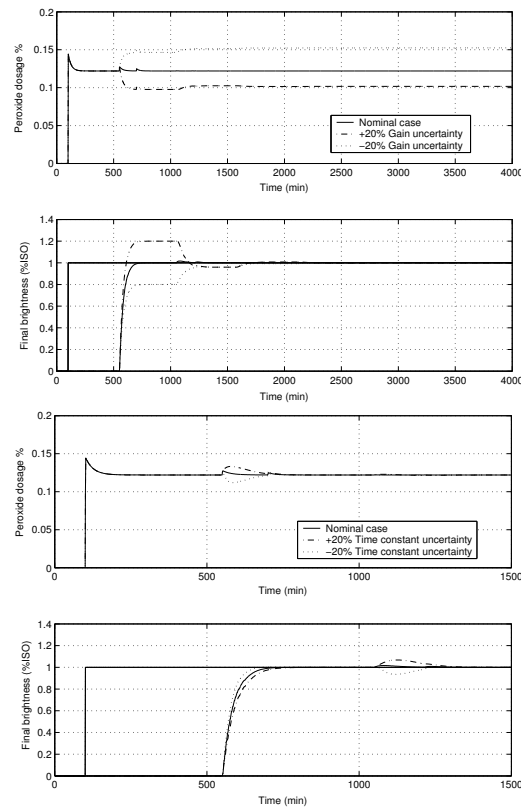 0.2
0.15
0.1
0.05
0
Peroxide dosage %
Nominal case
+20% Gain uncertainty
−20% Gain uncertainty
0 500 1000 1500 2000 2500 3000 3500 4000
Time (min)
1.4
1.2
1
0.8
0.6
0.4
0.2
0
Final brightness (%ISO)
0 500 1000 1500 2000 2500 3000 3500 4000
Time (min)
0.2
0.15
0.1
0.05
0
Peroxide dosage %
Nominal case
+20% Time constant uncertainty
−20% Time constant uncertainty
0 500 1000 1500
Time (min)
1.4
1.2
1
0.8
0.6
0.4
0.2
0
Final brightness (%ISO)
0 500 1000 1500
Time (min)